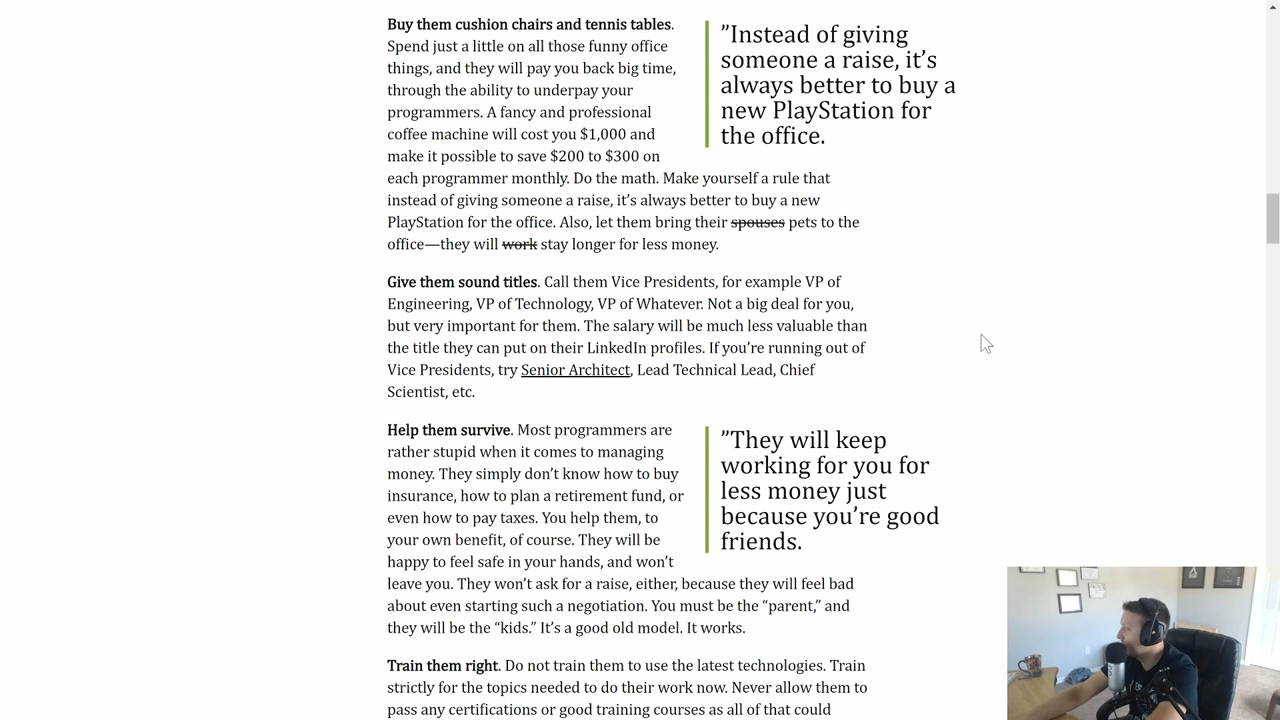 Buy them cushion chairs and tennis tables.
Spend just a little on all those funny office
things, and they will pay you back big time,
through the ability to underpay your
programmers. A fancy and professional
coffee machine will cost you $1,000 and
make it possible to save $200 to $300 on
each programmer monthly. Do the math. Make yourself a rule that
instead of giving someone a raise, it’s always better to buy a new
PlayStation for the office. Also, let them bring their spouses pets to the
office—they will work stay longer for less money.
”Instead of giving
someone a raise, it’s
always better to buy a
new PlayStation for
the office.
Give them sound titles. Call them Vice Presidents, for example VP of
Engineering, VP of Technology, VP of Whatever. Not a big deal for you,
but very important for them. The salary will be much less valuable than
the title they can put on their LinkedIn profiles. If you’re running out of
Vice Presidents, try Senior Architect, Lead Technical Lead, Chief
Scientist, etc.
Help them survive. Most programmers are
rather stupid when it comes to managing
money. They simply don’t know how to buy
insurance, how to plan a retirement fund, or
even how to pay taxes. You help them, to
your own benefit, of course. They will be
happy to feel safe in your hands, and won’t
leave you. They won’t ask for a raise, either, because they will feel bad
about even starting such a negotiation. You must be the “parent,” and
they will be the “kids.” It’s a good old model. It works.
”They will keep
working for you for
less money just
because you’re good
friends.
Train them right. Do not train them to use the latest technologies. Train
strictly for the topics needed to do their work now. Never allow them to
pass any certifications or good training courses as all of that could